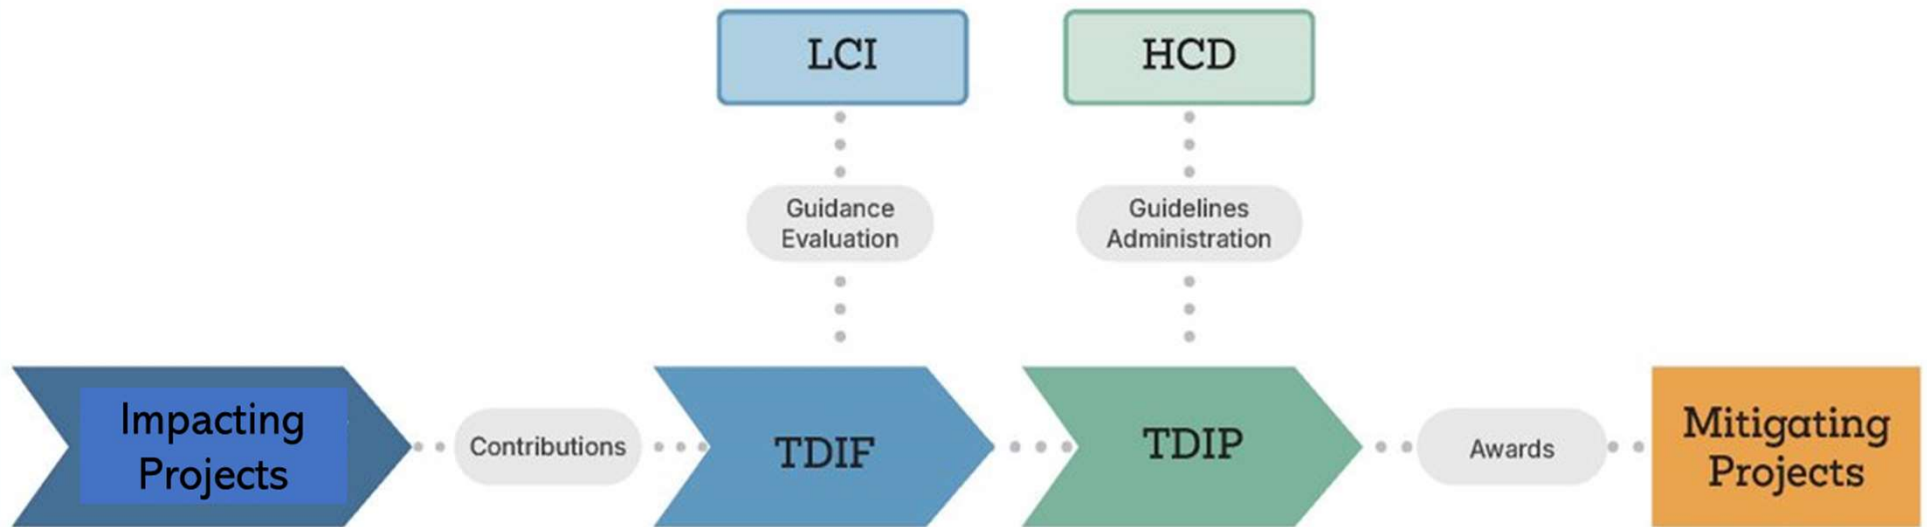 LCI
HCD
Guidance
Evaluation
Guidelines
Administration
Impacting
Projects
Contributions
TDIF
TDIP
Awards
Mitigating
Projects